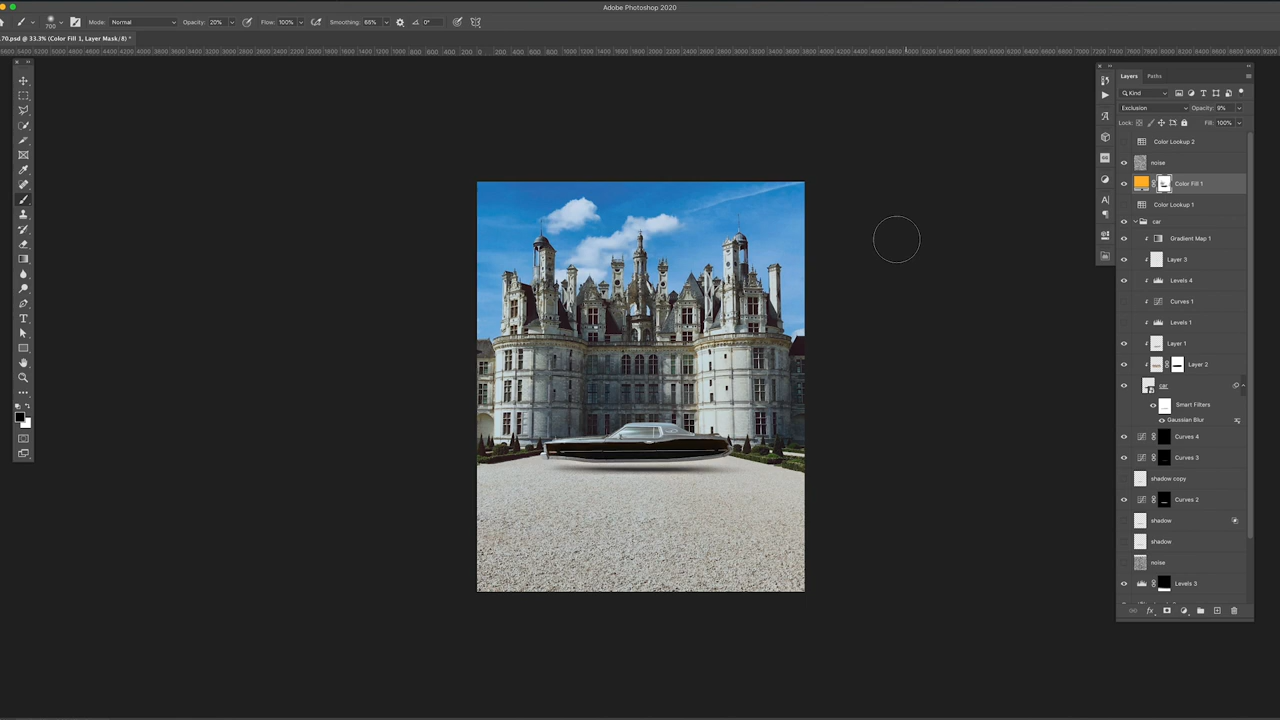 Adobe Photoshop 2020
700 Mode: Normal Opacity: 20% Flow: 100% Smoothing: 65% 0°
70.psd @ 33.3% (Color Fill 1, Layer Mask/8) *
Layers Paths
Kind
Exclusion Opacity: 9%
Lock: Fill: 100%
Color Lookup 2
noise
Color Fill 1
Color Lookup 1
car
Gradient Map 1
Layer 3
Levels 4
Curves 1
Levels 1
Layer 1
Layer 2
car
Smart Filters
Gaussian Blur
Curves 4
Curves 3
shadow copy
Curves 2
shadow
shadow
noise
Levels 3